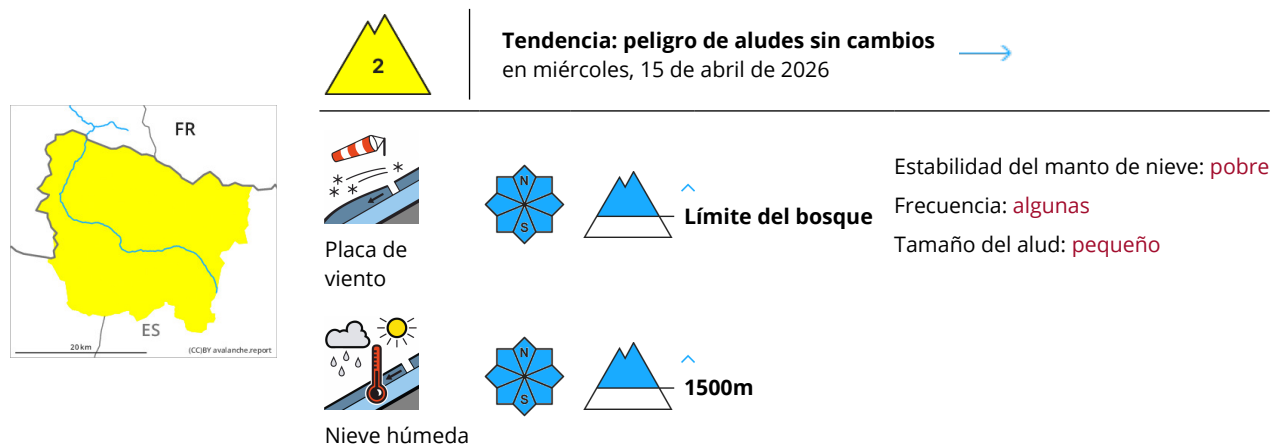 2
Tendencia: peligro de aludes sin cambios
en miércoles, 15 de abril de 2026
FR
ES
20 km
(CC)BY avalanche.report
N
S
Límite del bosque
Placa de
viento
Estabilidad del manto de nieve: pobre
Frecuencia: algunas
Tamaño del alud: pequeño
N
S
1500m
Nieve húmeda